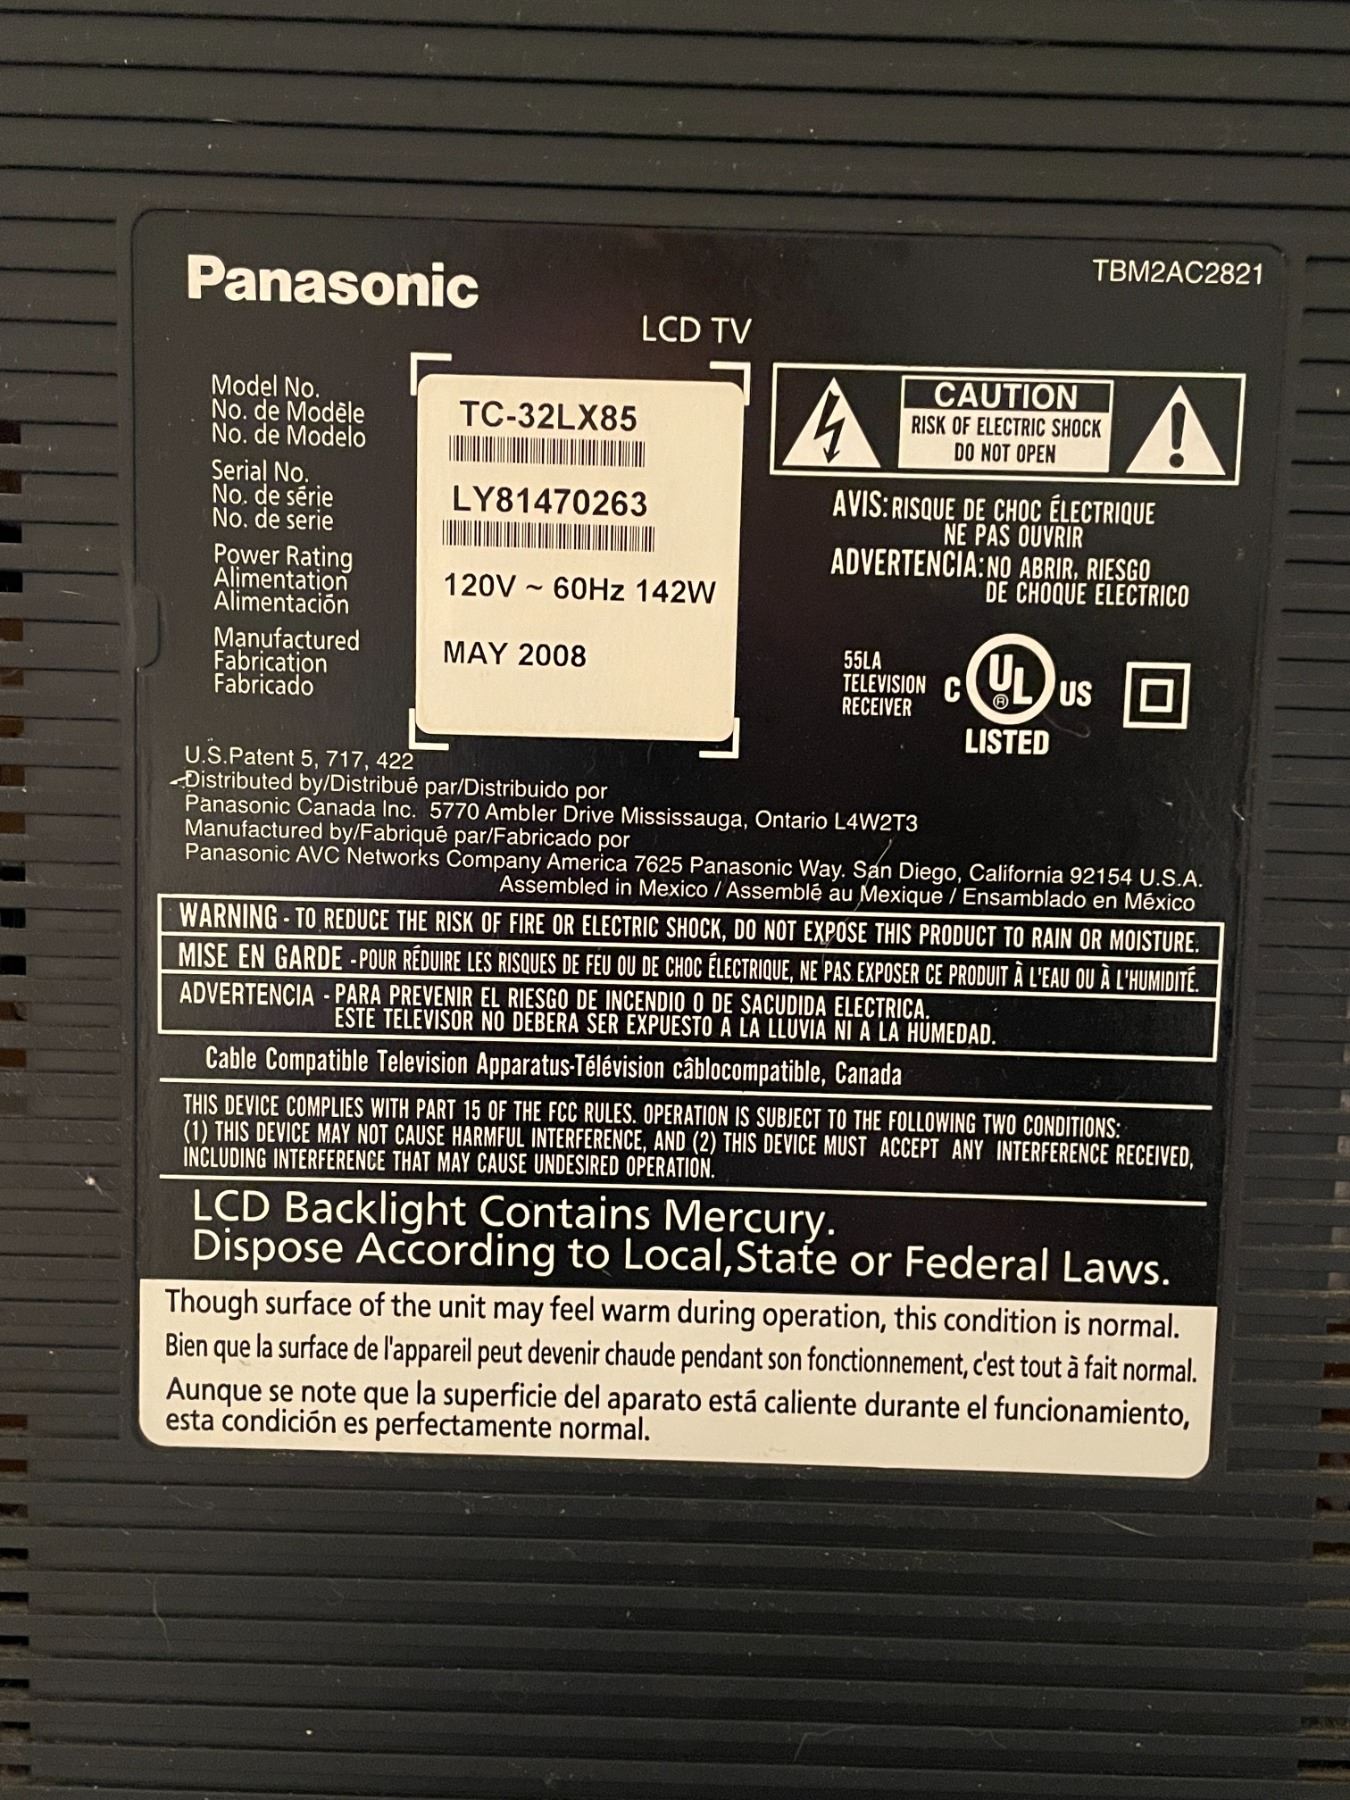 Panasonic
TBM2AC2821
LCD TV
Model No.
No. de Modèle
No. de Modelo
TC-32LX85
Serial No.
No. de série
No. de serie
LY81470263
Power Rating
Alimentation
Alimentación
120V ~ 60Hz 142W
Manufactured
Fabrication
Fabricado
MAY 2008
CAUTION
RISK OF ELECTRIC SHOCK
DO NOT OPEN
AVIS: RISQUE DE CHOC ÉLECTRIQUE
NE PAS OUVRIR
ADVERTENCIA: NO ABRIR, RIESGO
DE CHOQUE ELECTRICO
55LA
TELEVISION
RECEIVER
C UL ® US
LISTED
U.S.Patent 5, 717, 422
Distributed by/Distribué par/Distribuido por
Panasonic Canada Inc. 5770 Ambler Drive Mississauga, Ontario L4W2T3
Manufactured by/Fabriqué par/Fabricado por
Panasonic AVC Networks Company America 7625 Panasonic Way. San Diego, California 92154 U.S.A.
Assembled in Mexico / Assemblé au Mexique / Ensamblado en México
WARNING - TO REDUCE THE RISK OF FIRE OR ELECTRIC SHOCK, DO NOT EXPOSE THIS PRODUCT TO RAIN OR MOISTURE.
MISE EN GARDE - POUR RÉDUIRE LES RISQUES DE FEU OU DE CHOC ÉLECTRIQUE, NE PAS EXPOSER CE PRODUIT À L'EAU OU À L'HUMIDITÉ.
ADVERTENCIA - PARA PREVENIR EL RIESGO DE INCENDIO O DE SACUDIDA ELECTRICA.
ESTE TELEVISOR NO DEBERA SER EXPUESTO A LA LLUVIA NI A LA HUMEDAD.
Cable Compatible Television Apparatus-Télévision câblocompatible, Canada
THIS DEVICE COMPLIES WITH PART 15 OF THE FCC RULES. OPERATION IS SUBJECT TO THE FOLLOWING TWO CONDITIONS:
(1) THIS DEVICE MAY NOT CAUSE HARMFUL INTERFERENCE, AND (2) THIS DEVICE MUST ACCEPT ANY INTERFERENCE RECEIVED,
INCLUDING INTERFERENCE THAT MAY CAUSE UNDESIRED OPERATION.
LCD Backlight Contains Mercury.
Dispose According to Local,State or Federal Laws.
Though surface of the unit may feel warm during operation, this condition is normal.
Bien que la surface de l'appareil peut devenir chaude pendant son fonctionnement, c'est tout à fait normal.
Aunque se note que la superficie del aparato está caliente durante el funcionamiento,
esta condición es perfectamente normal.